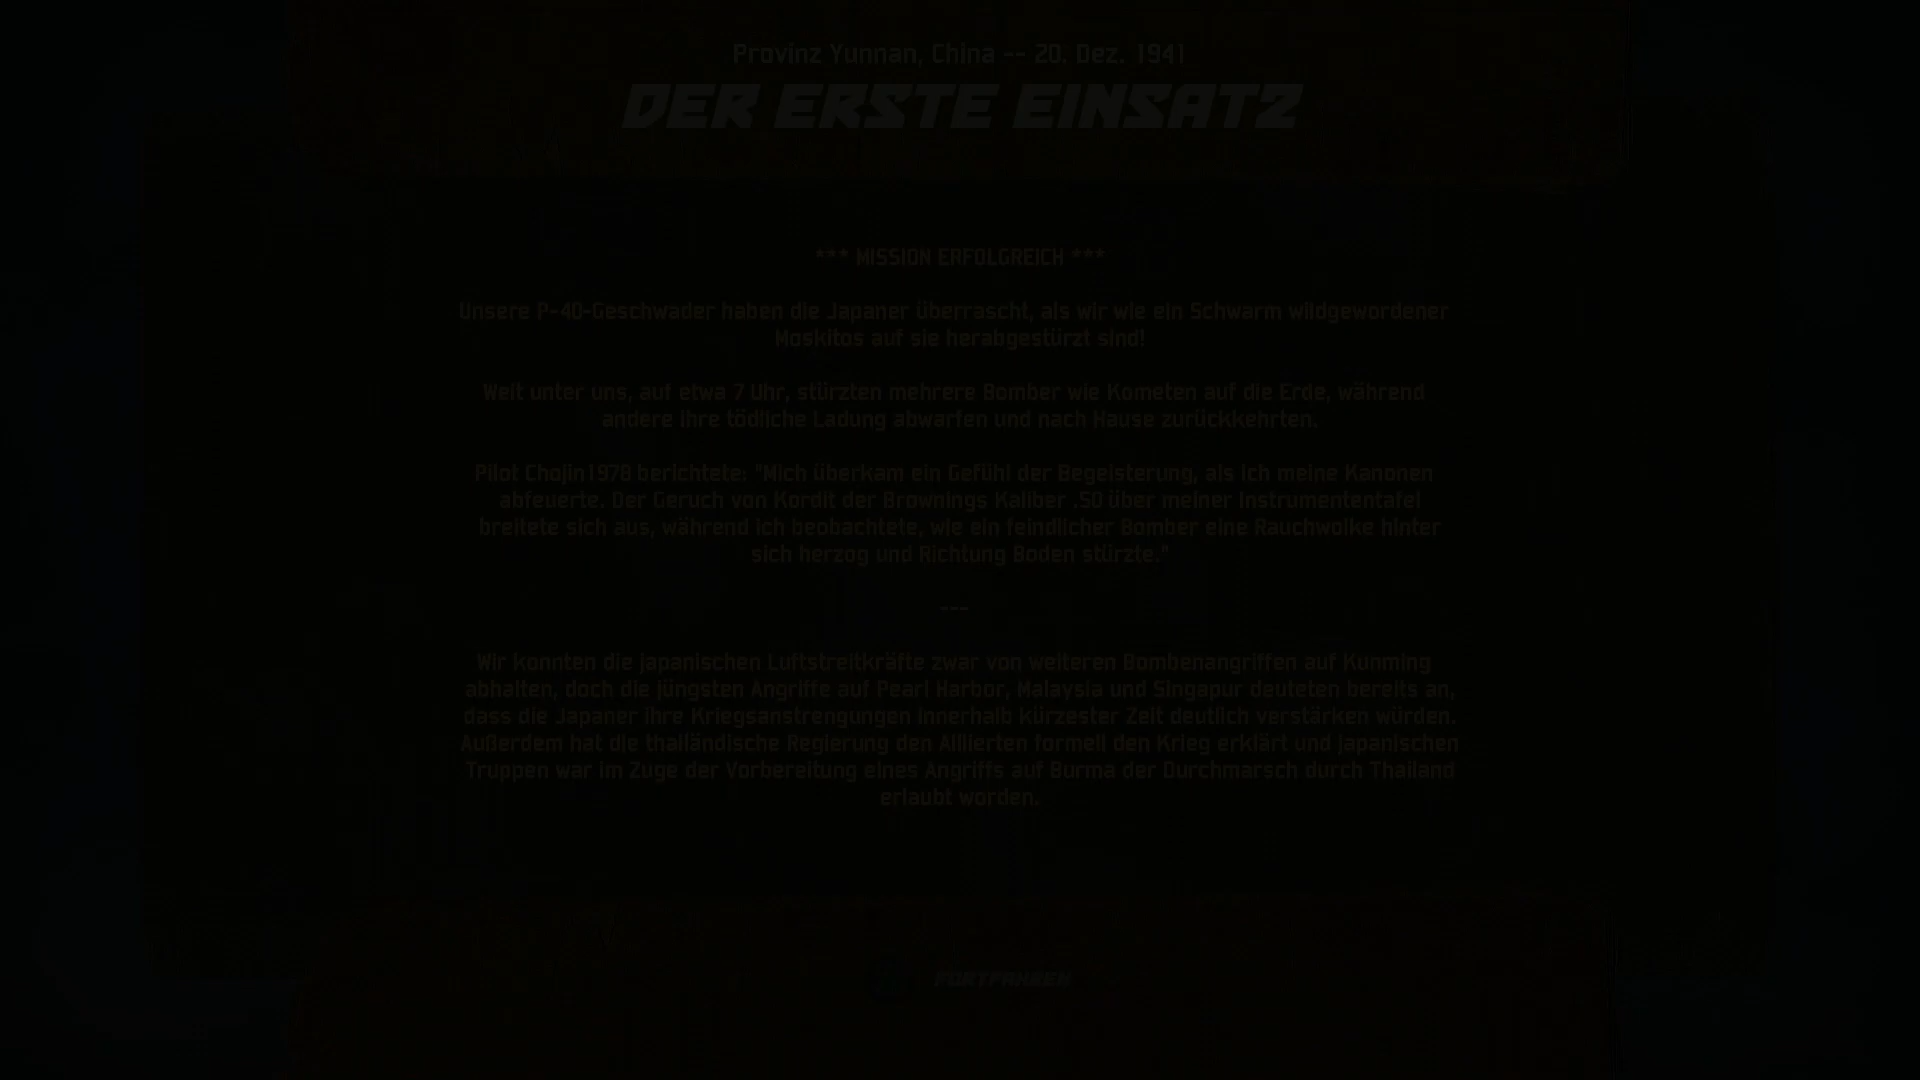 Provinz Yunnan, China -- 20. Dez. 1941
DER ERSTE EINSATZ
*** MISSION ERFOLGREICH ***
Unsere P-40-Geschwader haben die Japaner überrascht, als wir wie ein Schwarm wildgewordener
Moskitos auf sie herabgestürzt sind!
Weit unter uns, auf etwa 7 Uhr, stürzten mehrere Bomber wie Kometen auf die Erde, während
andere ihre tödliche Ladung abwarfen und nach Hause zurückkehrten.
Pilot Chojin1978 berichtete: "Mich überkam ein Gefühl der Begeisterung, als ich meine Kanonen
abfeuerte. Der Geruch von Kordit der Brownings Kaliber .50 über meiner Instrumententafel
breitete sich aus, während ich beobachtete, wie ein feindlicher Bomber eine Rauchwolke hinter
sich herzog und Richtung Boden stürzte."
---
Wir konnten die japanischen Luftstreitkräfte zwar von weiteren Bombenangriffen auf Kunming
abhalten, doch die jüngsten Angriffe auf Pearl Harbor, Malaysia und Singapur deuteten bereits an,
dass die Japaner ihre Kriegsanstrengungen innerhalb kürzester Zeit deutlich verstärken würden.
Außerdem hat die thailändische Regierung den Alliierten formell den Krieg erklärt und japanischen
Truppen war im Zuge der Vorbereitung eines Angriffs auf Burma der Durchmarsch durch Thailand
erlaubt worden.
FORTFAHREN